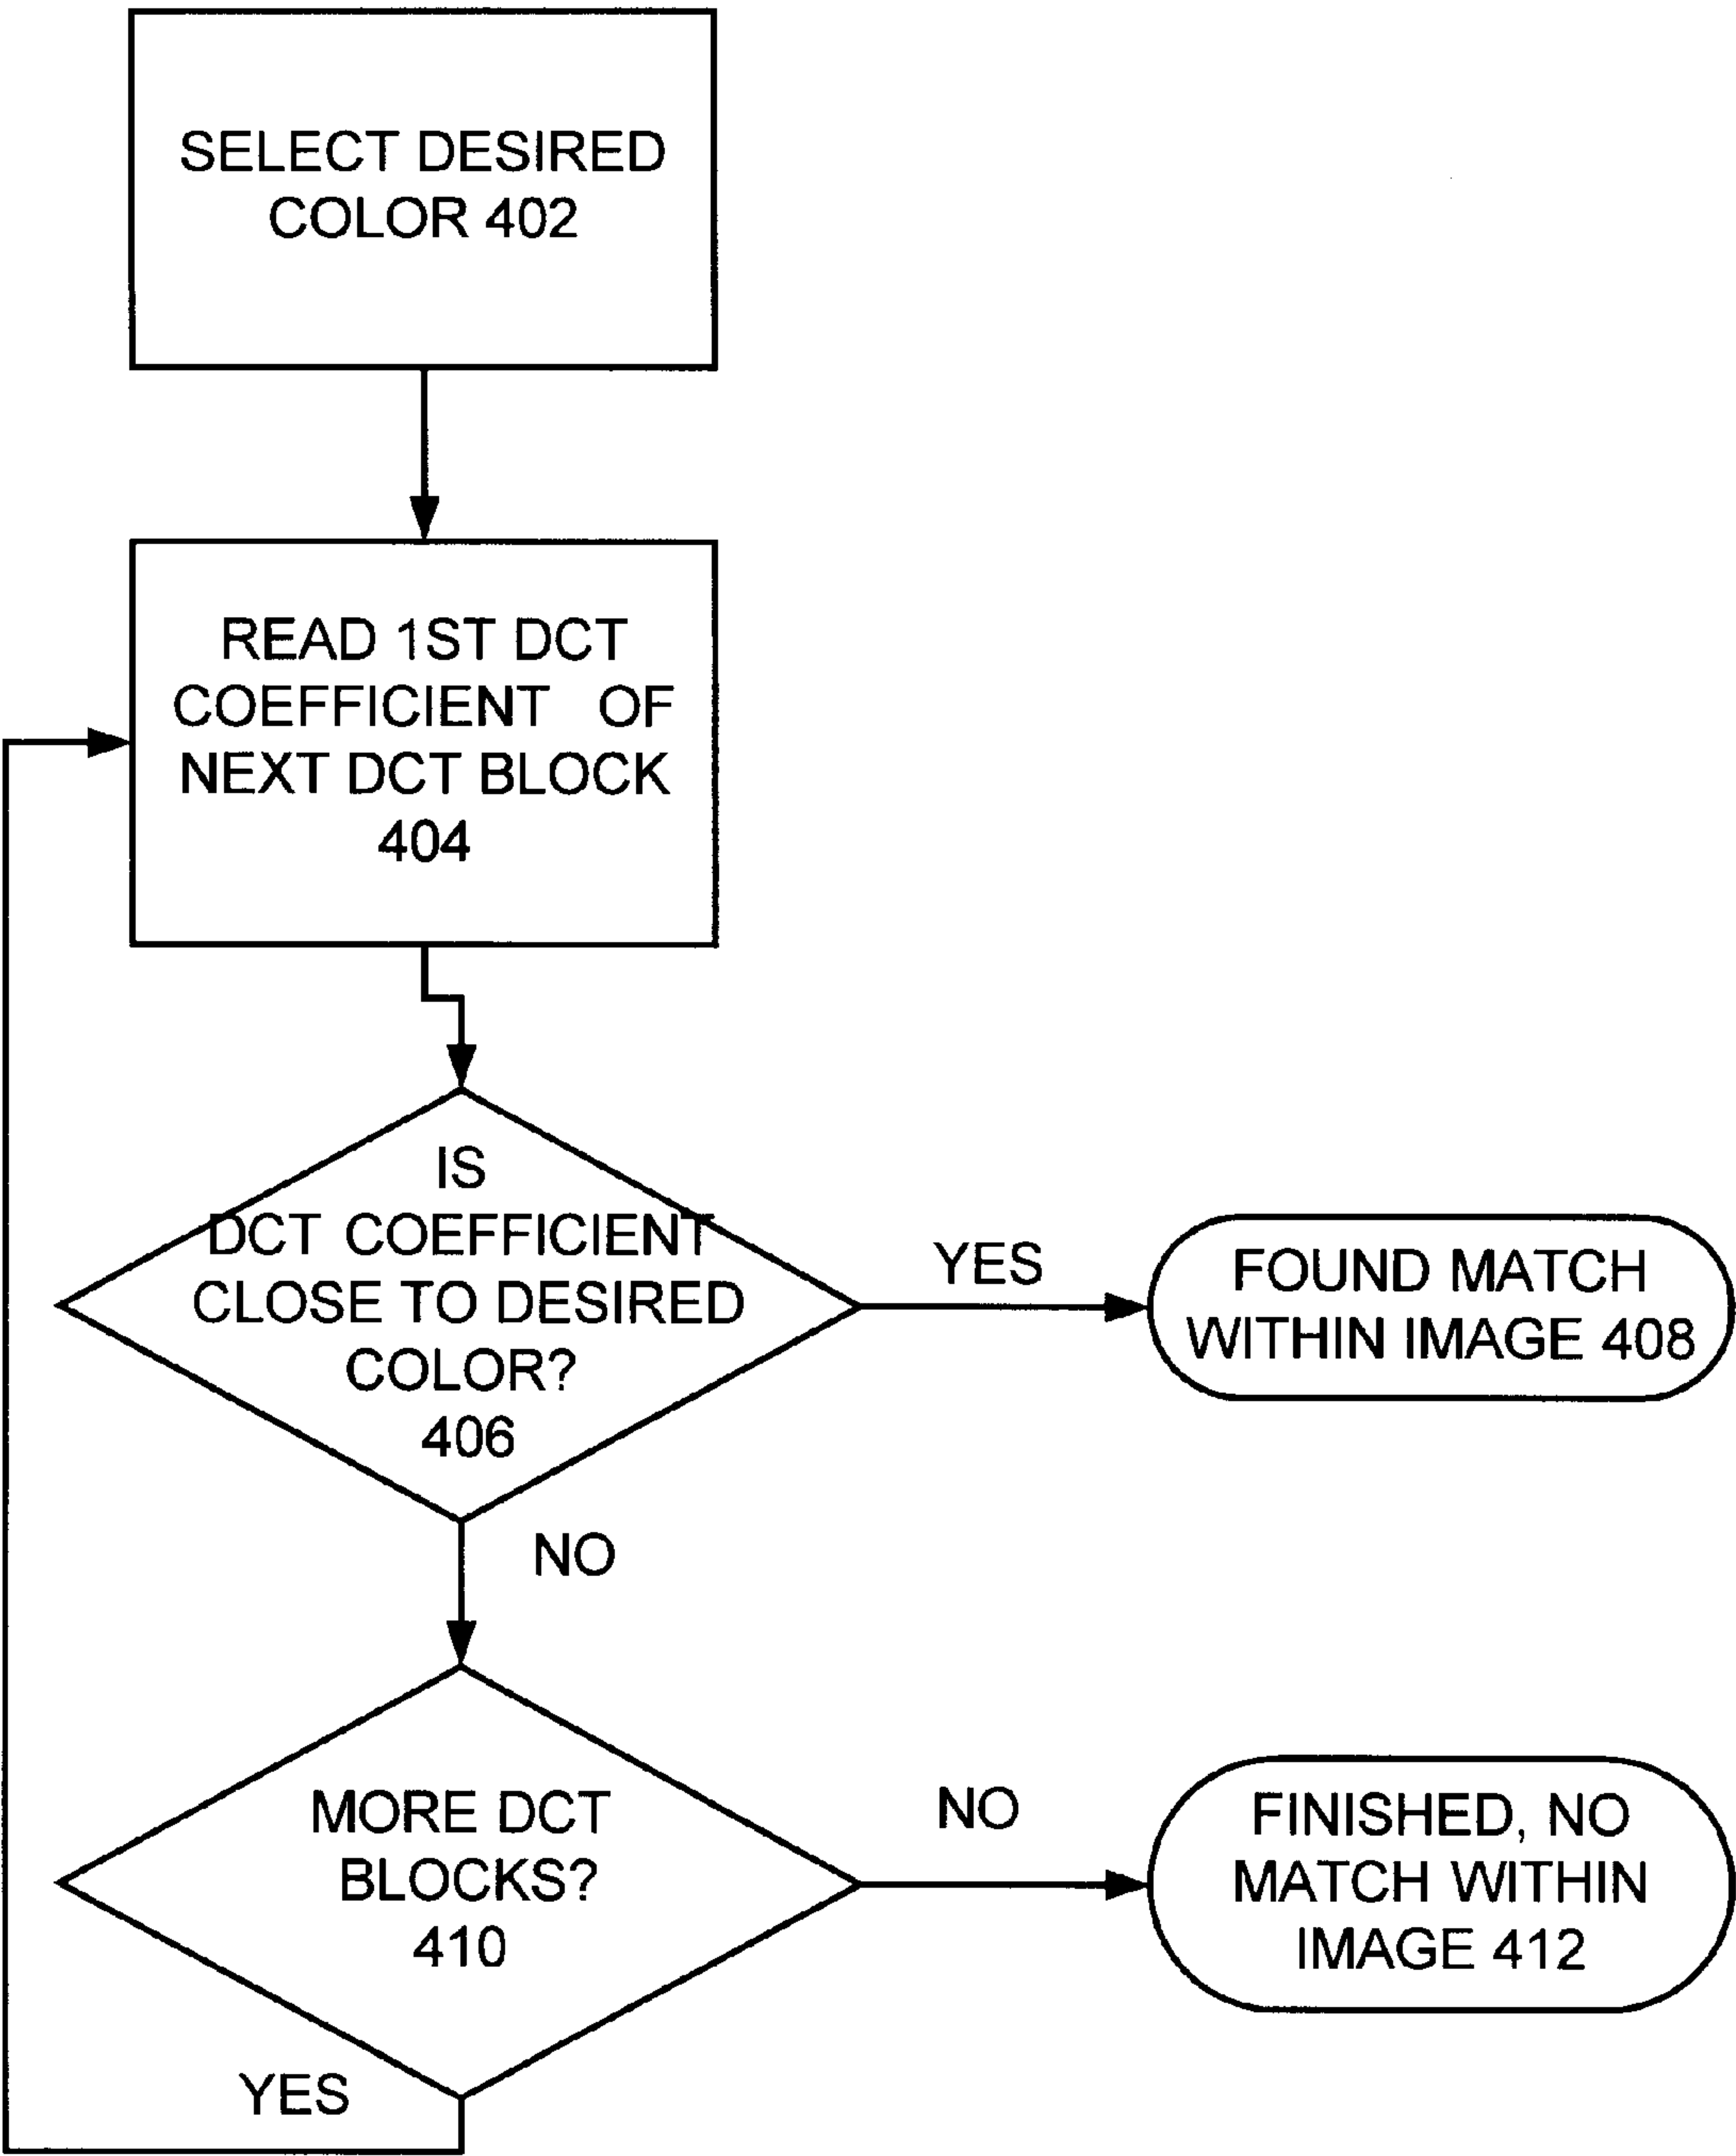 SELECT DESIRED
COLOR 402
READ 1ST DCT
COEFFICIENT OF
NEXT DCT BLOCK
404
IS
DCT COEFFICIENT
CLOSE TO DESIRED
COLOR?
406
YES
FOUND MATCH
WITHIN IMAGE 408
NO
MORE DCT
BLOCKS?
410
NO
FINISHED, NO
MATCH WITHIN
IMAGE 412
YES